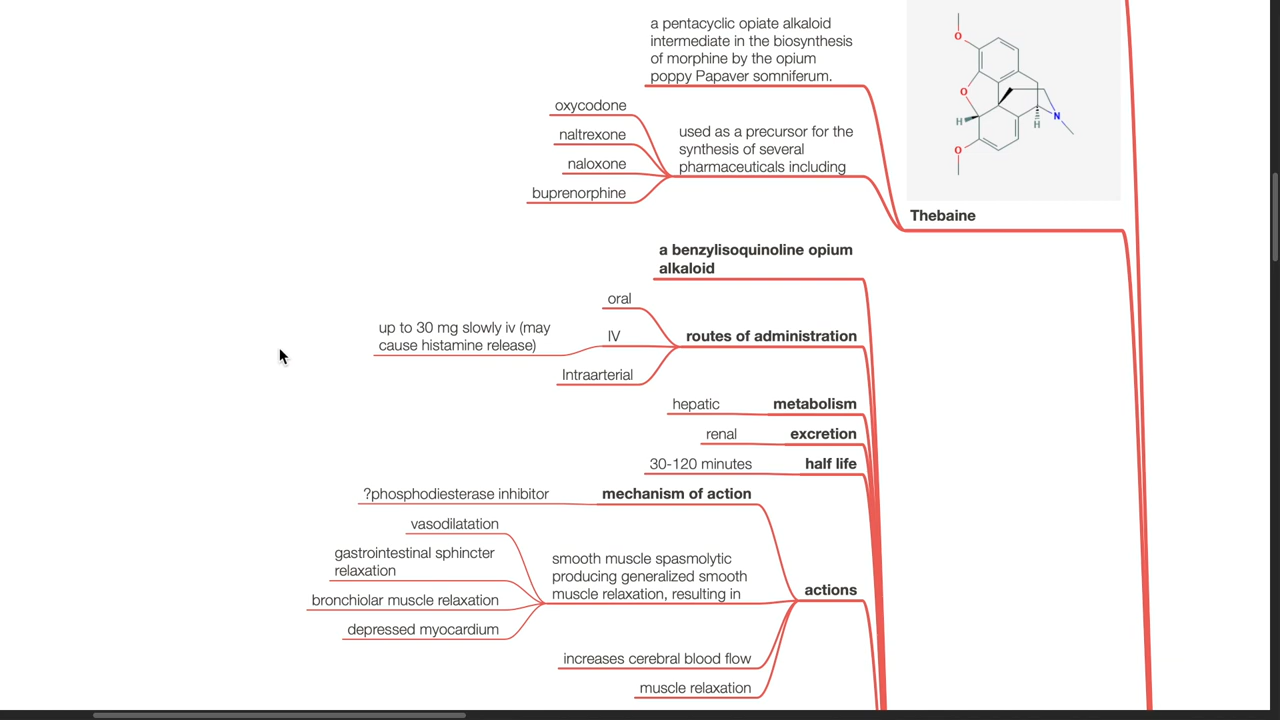 a pentacyclic opiate alkaloid
intermediate in the biosynthesis
of morphine by the opium
poppy Papaver somniferum.
oxycodone
naltrexone
naloxone
buprenorphine
used as a precursor for the
synthesis of several
pharmaceuticals including
O
O
H
H
N
O
Thebaine
a benzylisoquinoline opium
alkaloid
oral
up to 30 mg slowly iv (may
cause histamine release)
IV
Intraarterial
routes of administration
hepatic
metabolism
renal
excretion
30-120 minutes
half life
?phosphodiesterase inhibitor
mechanism of action
vasodilatation
gastrointestinal sphincter
relaxation
bronchiolar muscle relaxation
depressed myocardium
smooth muscle spasmolytic
producing generalized smooth
muscle relaxation, resulting in
actions
increases cerebral blood flow
muscle relaxation